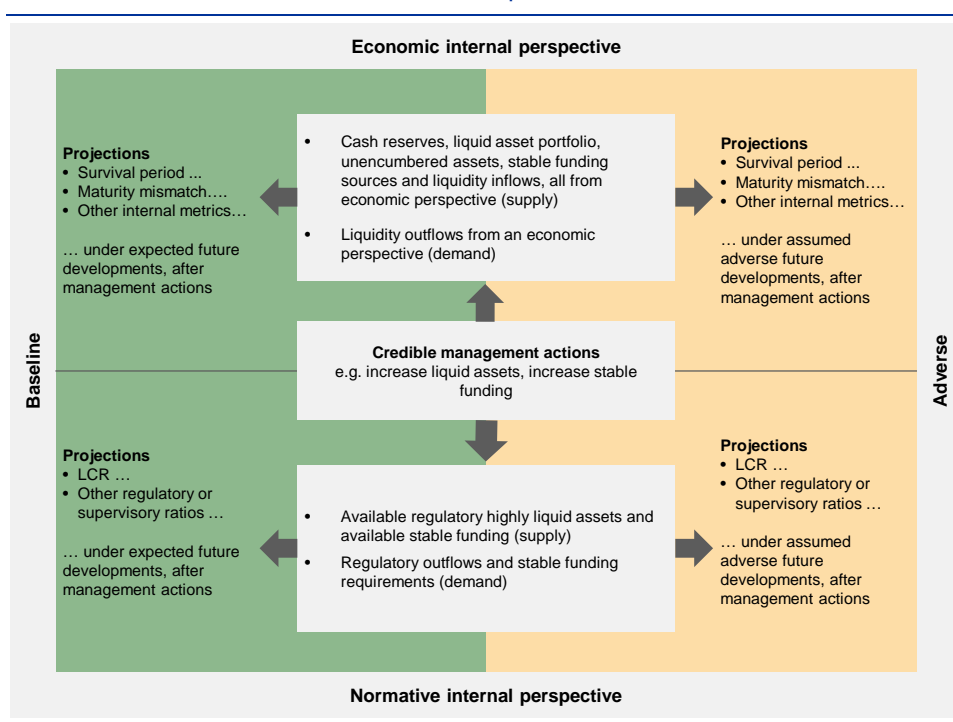 Economic internal perspective
Projections
• Survival period ...
• Maturity mismatch….
• Other internal metrics…
… under expected future
developments, after
management actions
• Cash reserves, liquid asset portfolio,
unencumbered assets, stable funding
sources and liquidity inflows, all from
economic perspective (supply)
• Liquidity outflows from an economic
perspective (demand)
Projections
• Survival period ...
• Maturity mismatch….
• Other internal metrics…
… under assumed
adverse future
developments, after
management actions
Baseline
Credible management actions
e.g. increase liquid assets, increase stable
funding
Adverse
Projections
• LCR …
• Other regulatory or
supervisory ratios …
… under expected future
developments, after
management actions
• Available regulatory highly liquid assets and
available stable funding (supply)
• Regulatory outflows and stable funding
requirements (demand)
Projections
• LCR …
• Other regulatory or
supervisory ratios …
… under assumed
adverse future
developments, after
management actions
Normative internal perspective